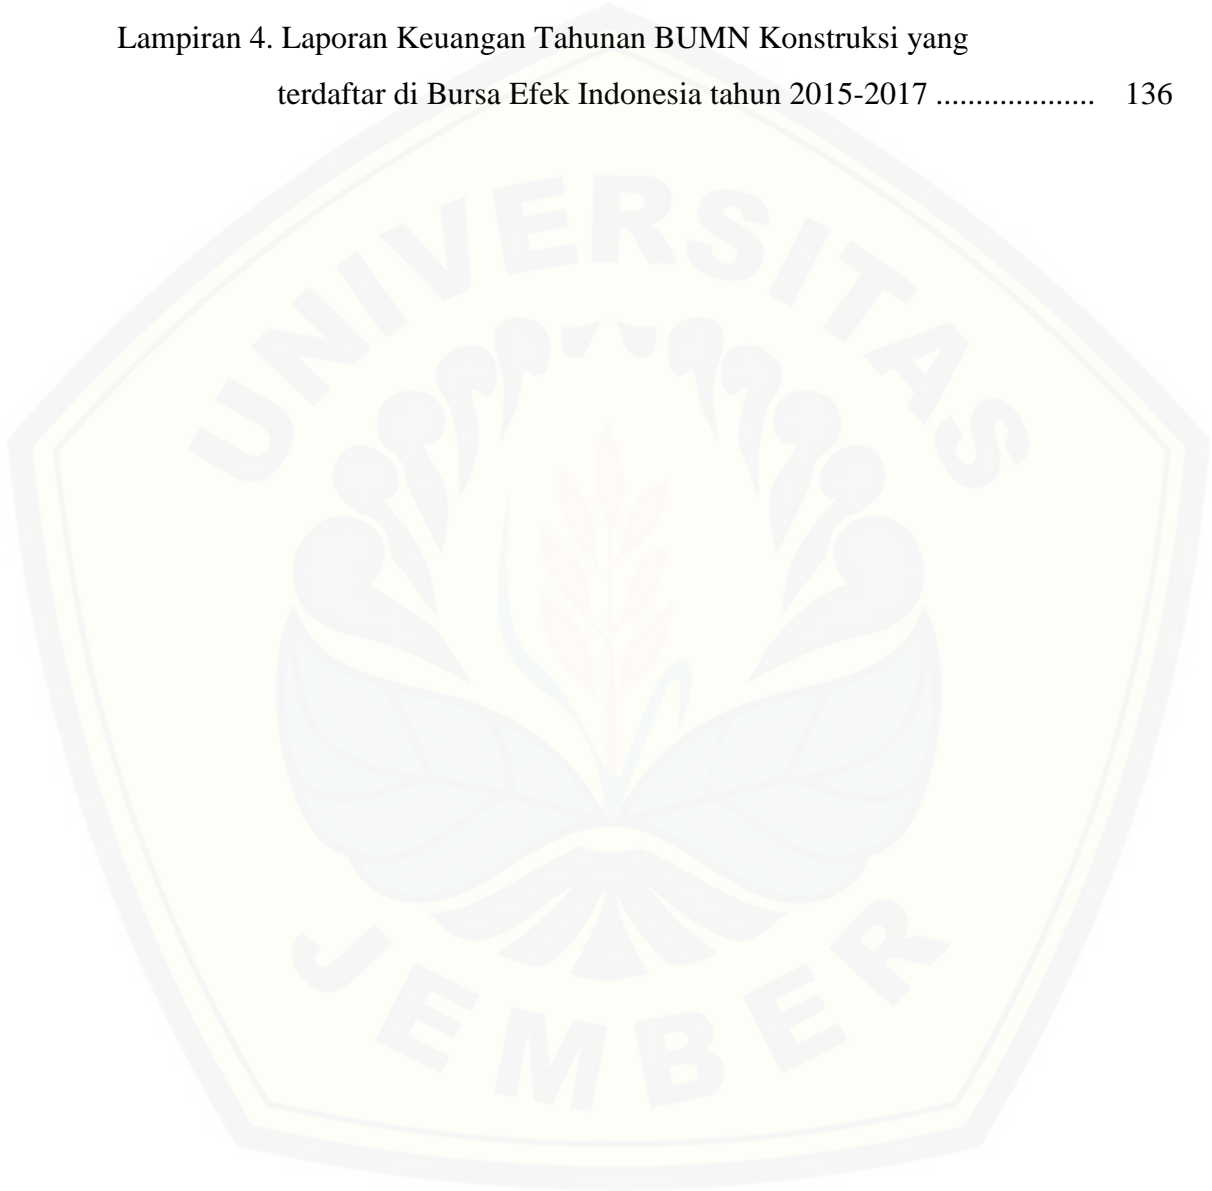 Lampiran 4. Laporan Keuangan Tahunan BUMN Konstruksi yang
terdaftar di Bursa Efek Indonesia tahun 2015-2017 .................... 136
UNIVERSITAS
JEMBER